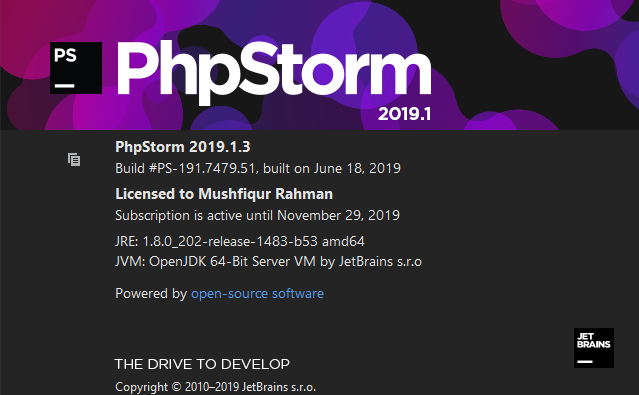 PS
PhpStorm
2019.1
PhpStorm 2019.1.3
Build #PS-191.7479.51, built on June 18, 2019
Licensed to Mushfiqur Rahman
Subscription is active until November 29, 2019
JRE: 1.8.0_202-release-1483-b53 amd64
JVM: OpenJDK 64-Bit Server VM by JetBrains s.r.o
Powered by open-source software
JET
BRAINS
THE DRIVE TO DEVELOP
Copyright © 2010–2019 JetBrains s.r.o.